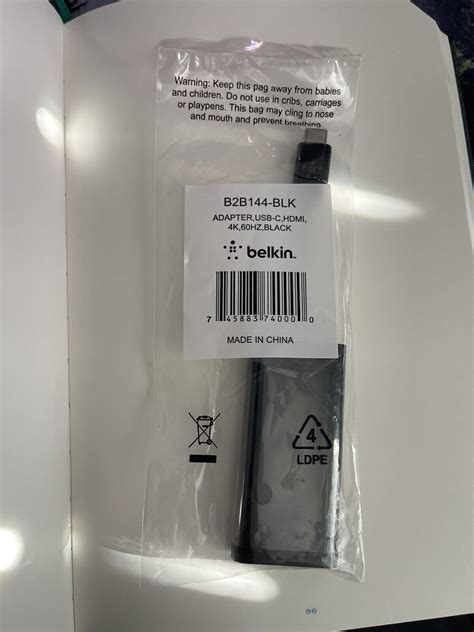 Warning: Keep this pag away from babies
and children. Do not use in cribs, carriages
or playpens. This bag may cling to nose
and mouth and prevent breathing
B2B144-BLK
ADAPTER,USB-C,HDMI,
4K,60HZ,BLACK
belkin™
7 45883 74000 0
MADE IN CHINA
4
LDPE
96